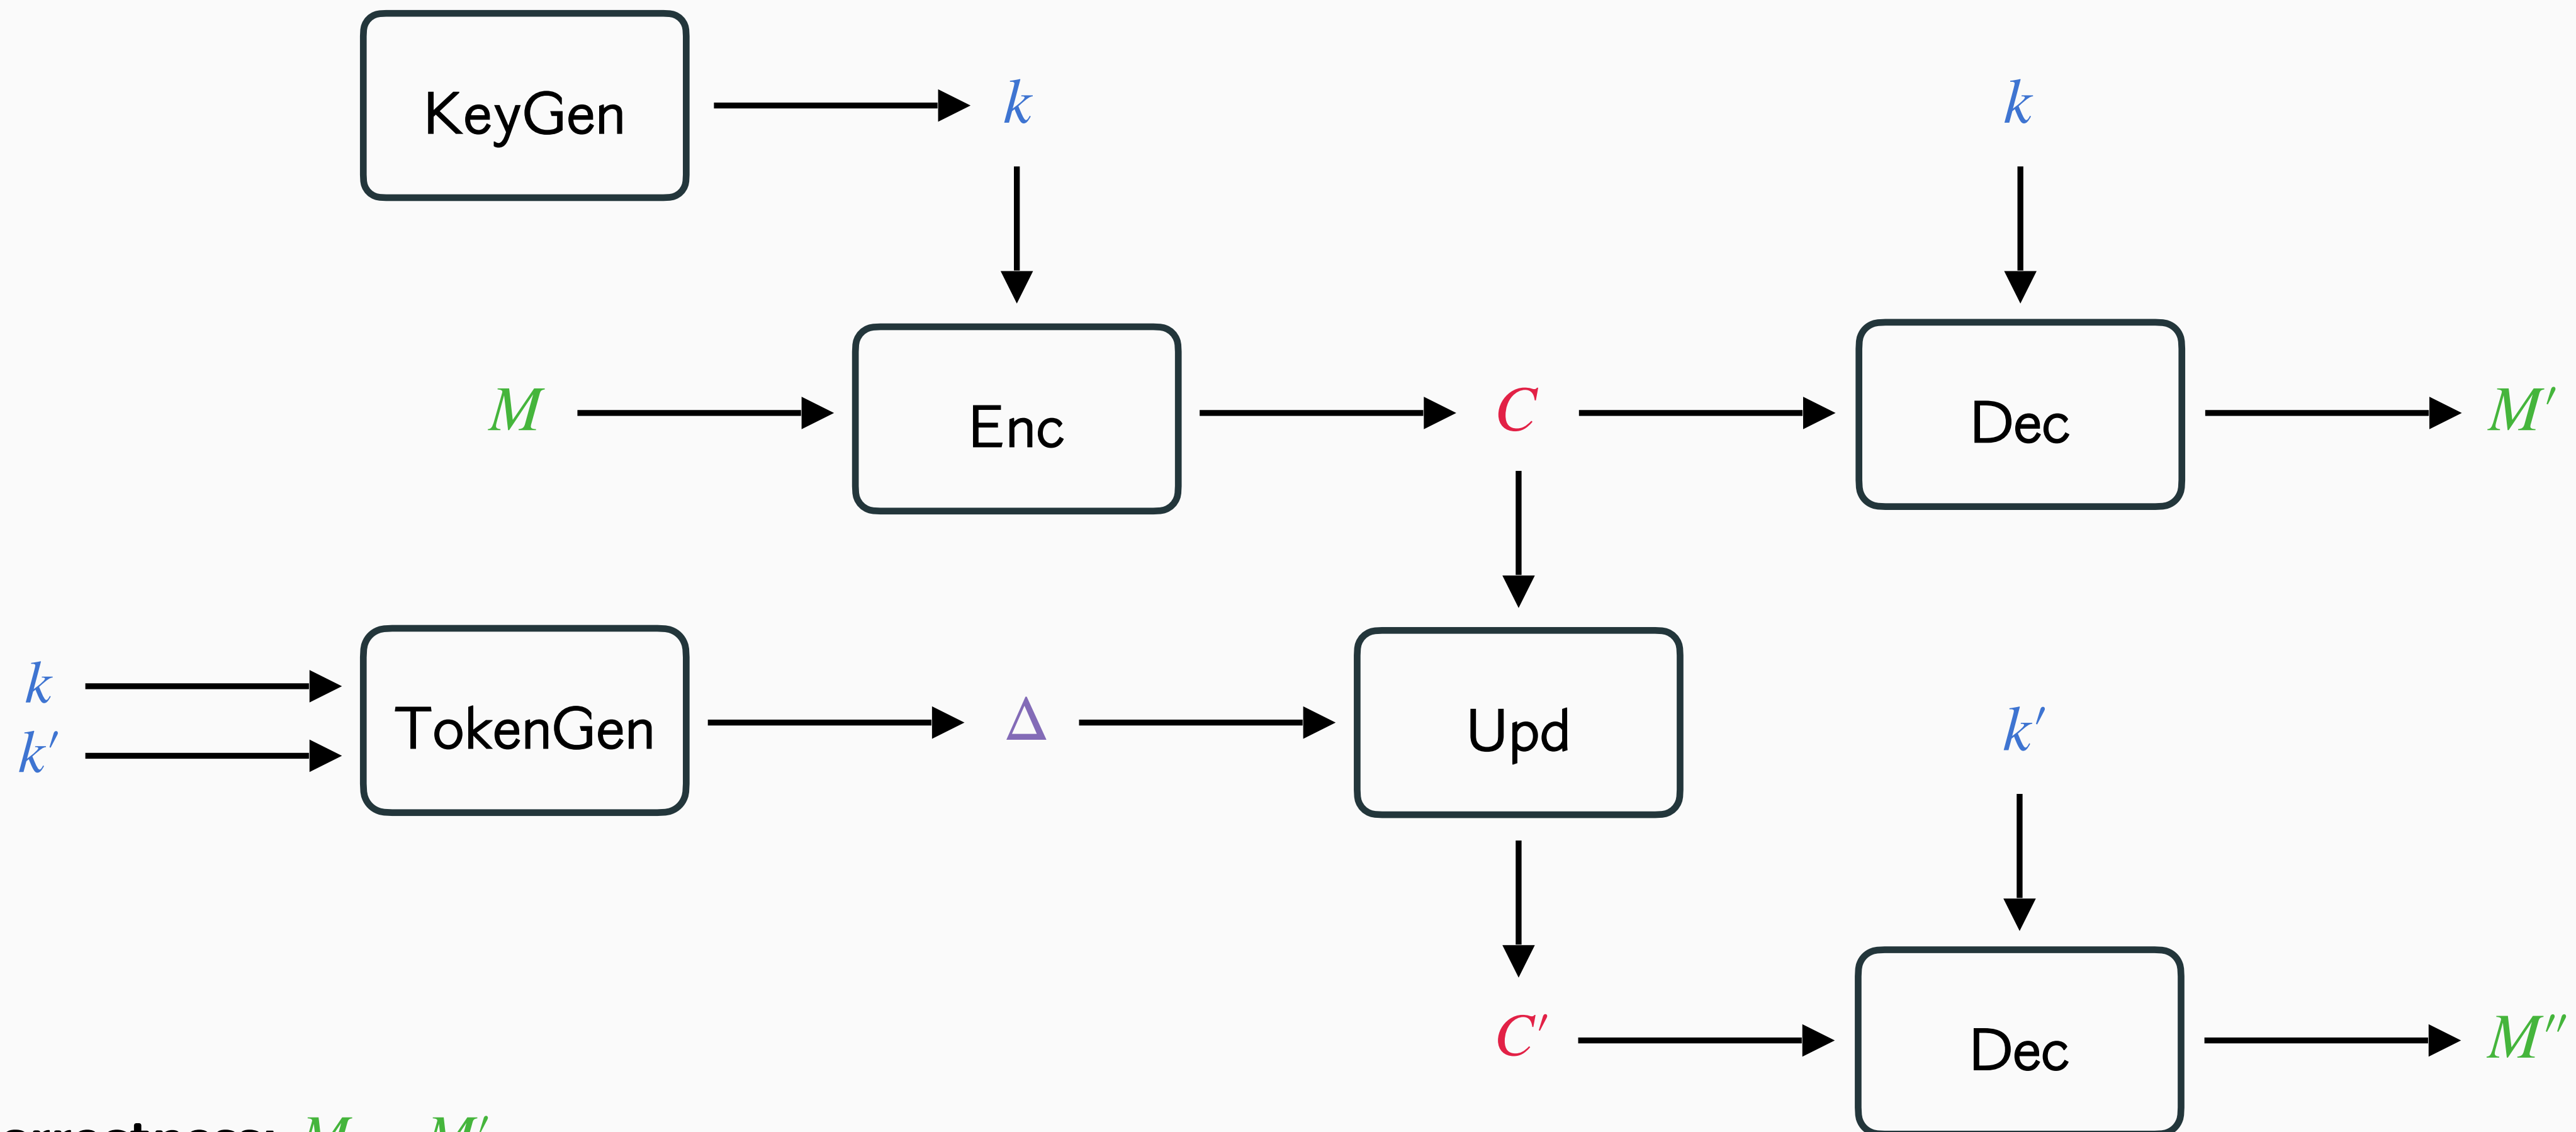 KeyGen k k
M Enc C Dec M′
k
k′ TokenGen Δ Upd k′
C′ Dec M″
M M′